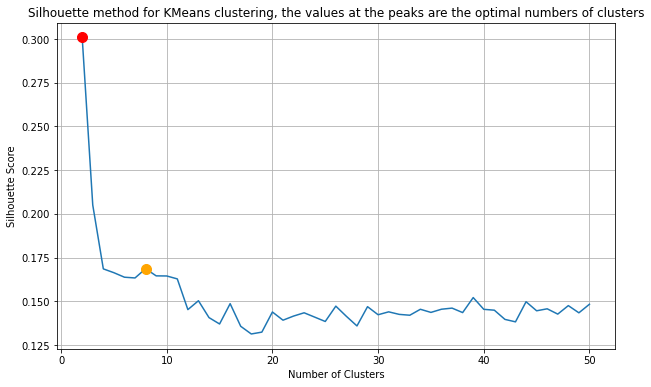 Silhouette method for KMeans clustering, the values at the peaks are the optimal numbers of clusters
0.300
0.275
0.250
0.225
0.200
0.175
0.150
0.125
Silhouette Score
0 10 20 30 40 50
Number of Clusters